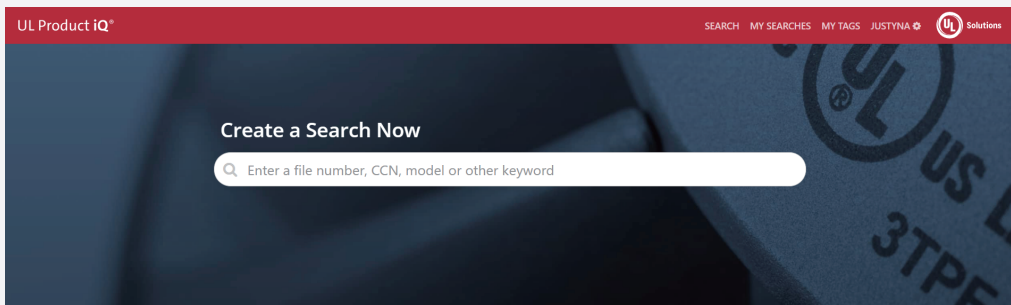 UL Product iQ®
SEARCH MY SEARCHES MY TAGS JUSTYNA
UL Solutions
Create a Search Now
Enter a file number, CCN, model or other keyword
UL
®
US L
3TPF